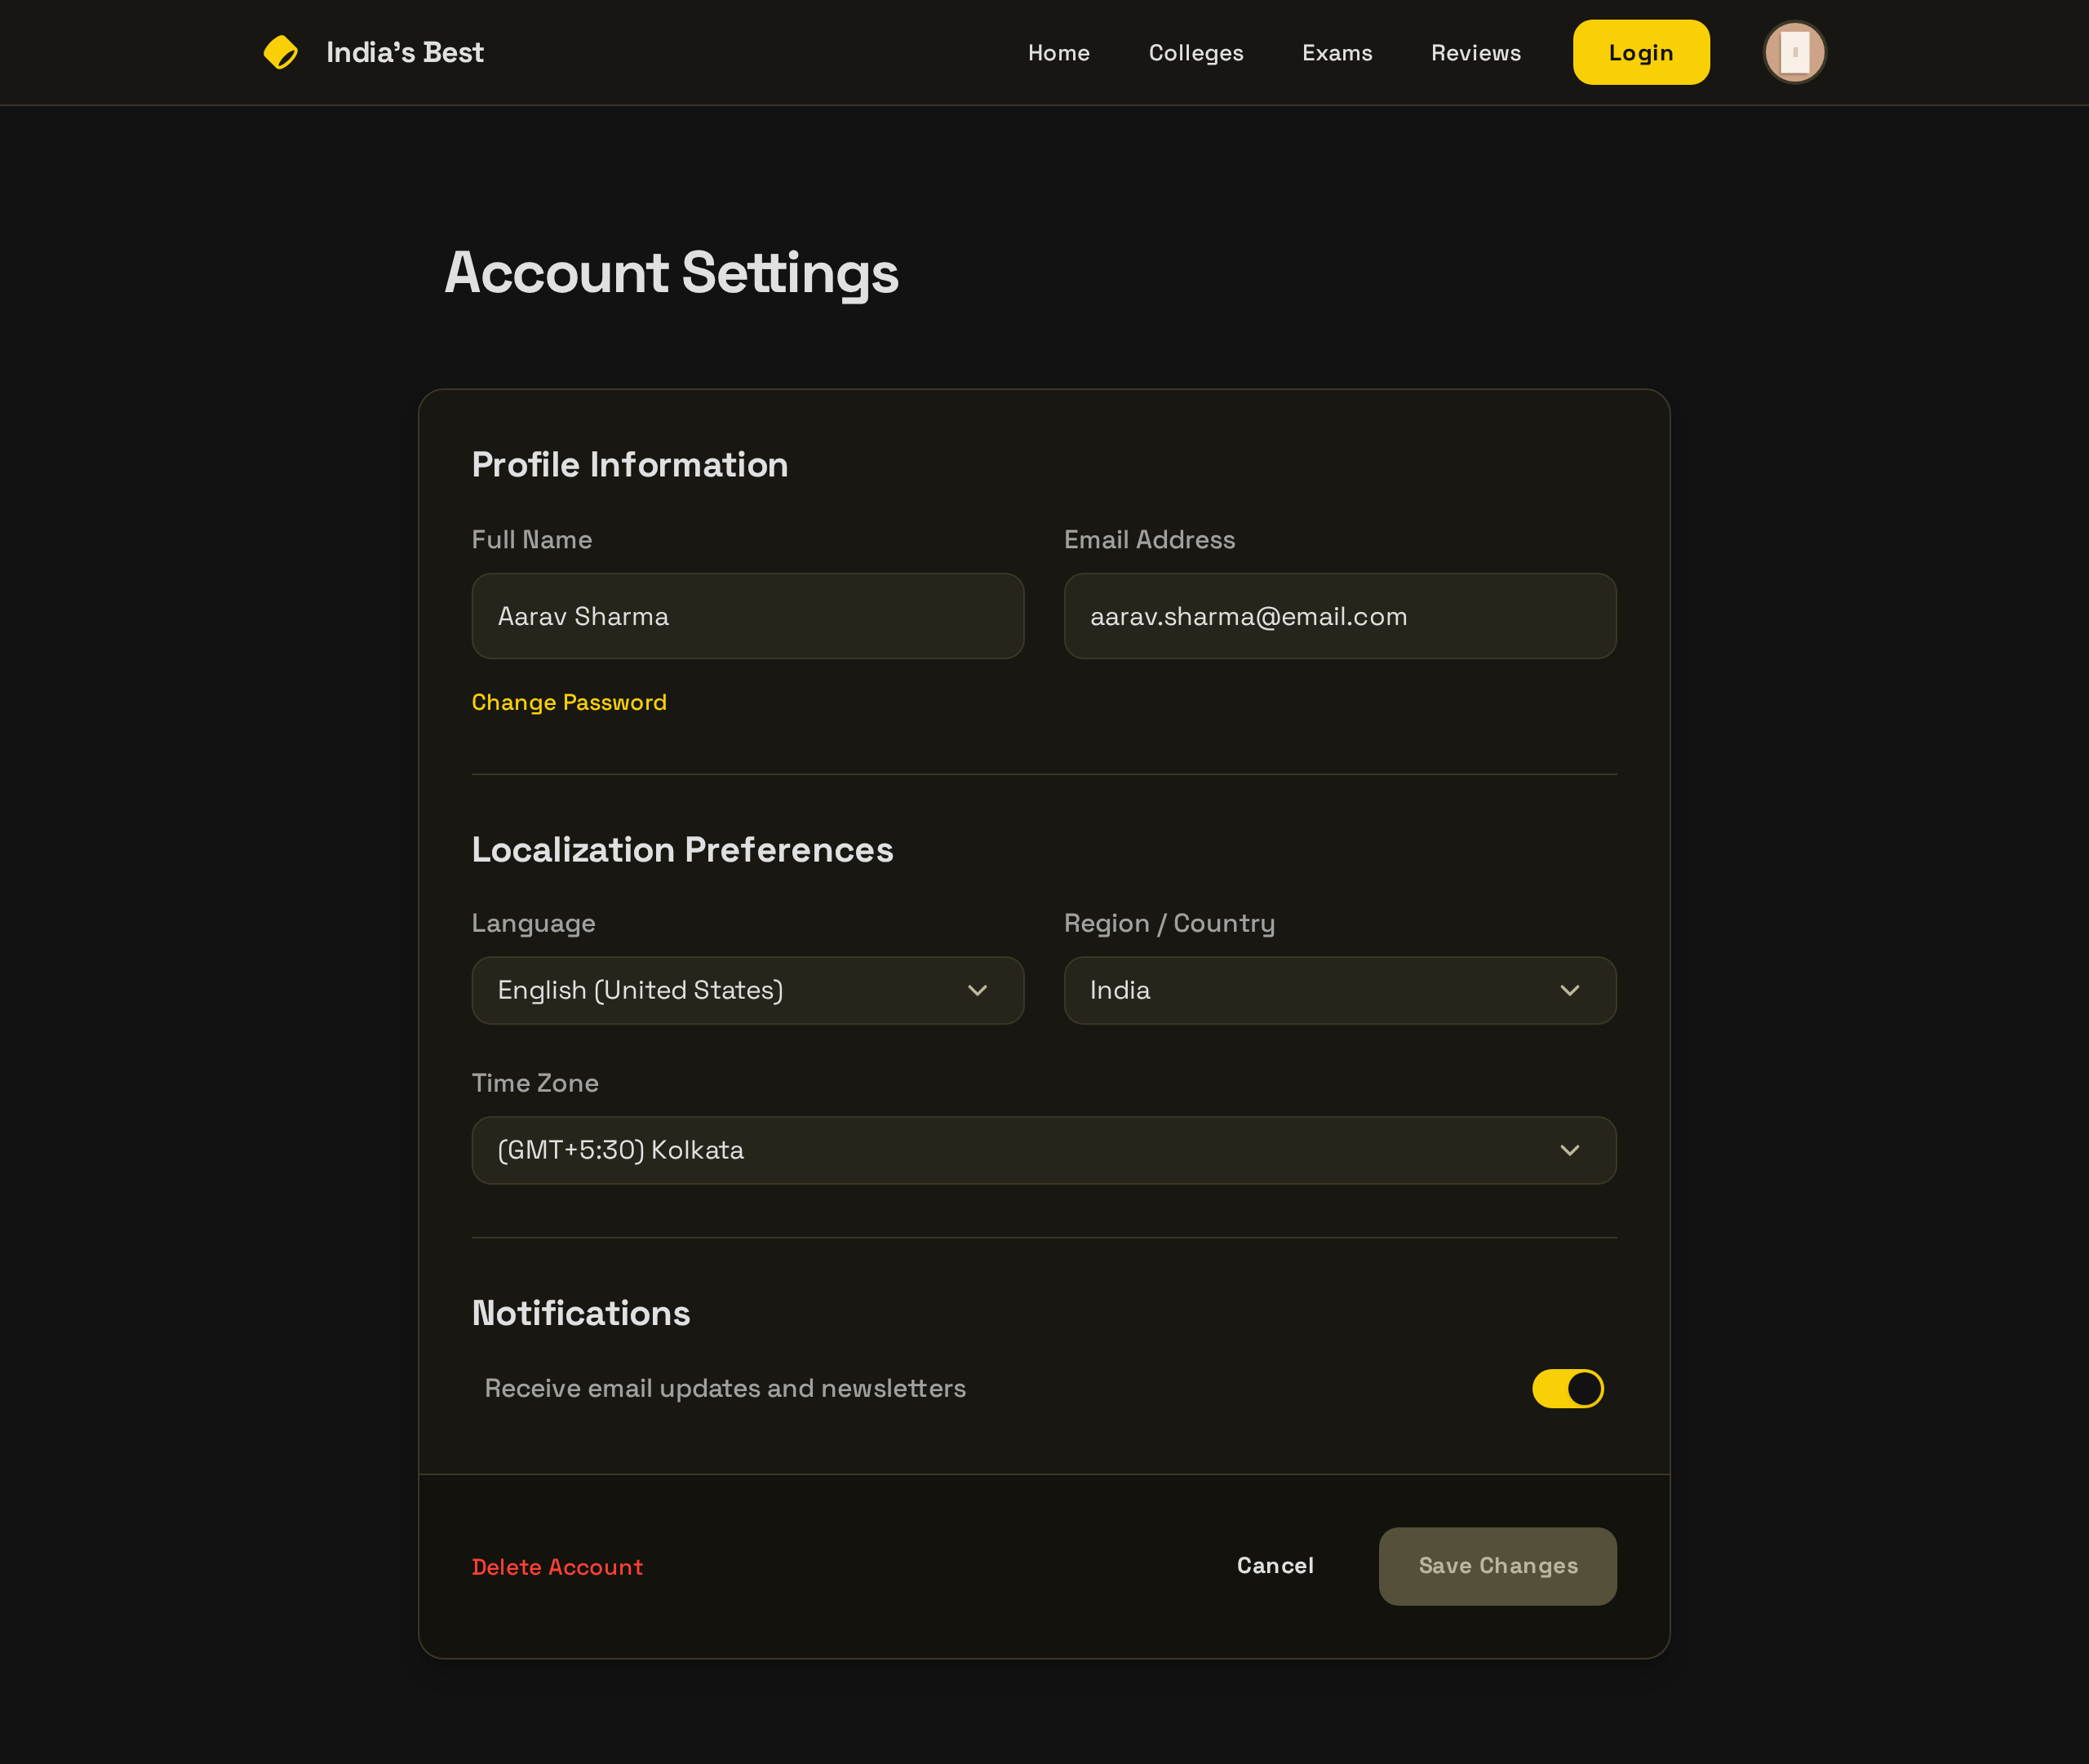 India's Best
Home Colleges Exams Reviews Login
Account Settings
Profile Information
Full Name Email Address
Aarav Sharma aarav.sharma@email.com
Change Password
Localization Preferences
Language Region / Country
English (United States) India
Time Zone
(GMT+5:30) Kolkata
Notifications
Receive email updates and newsletters
Delete Account Cancel Save Changes